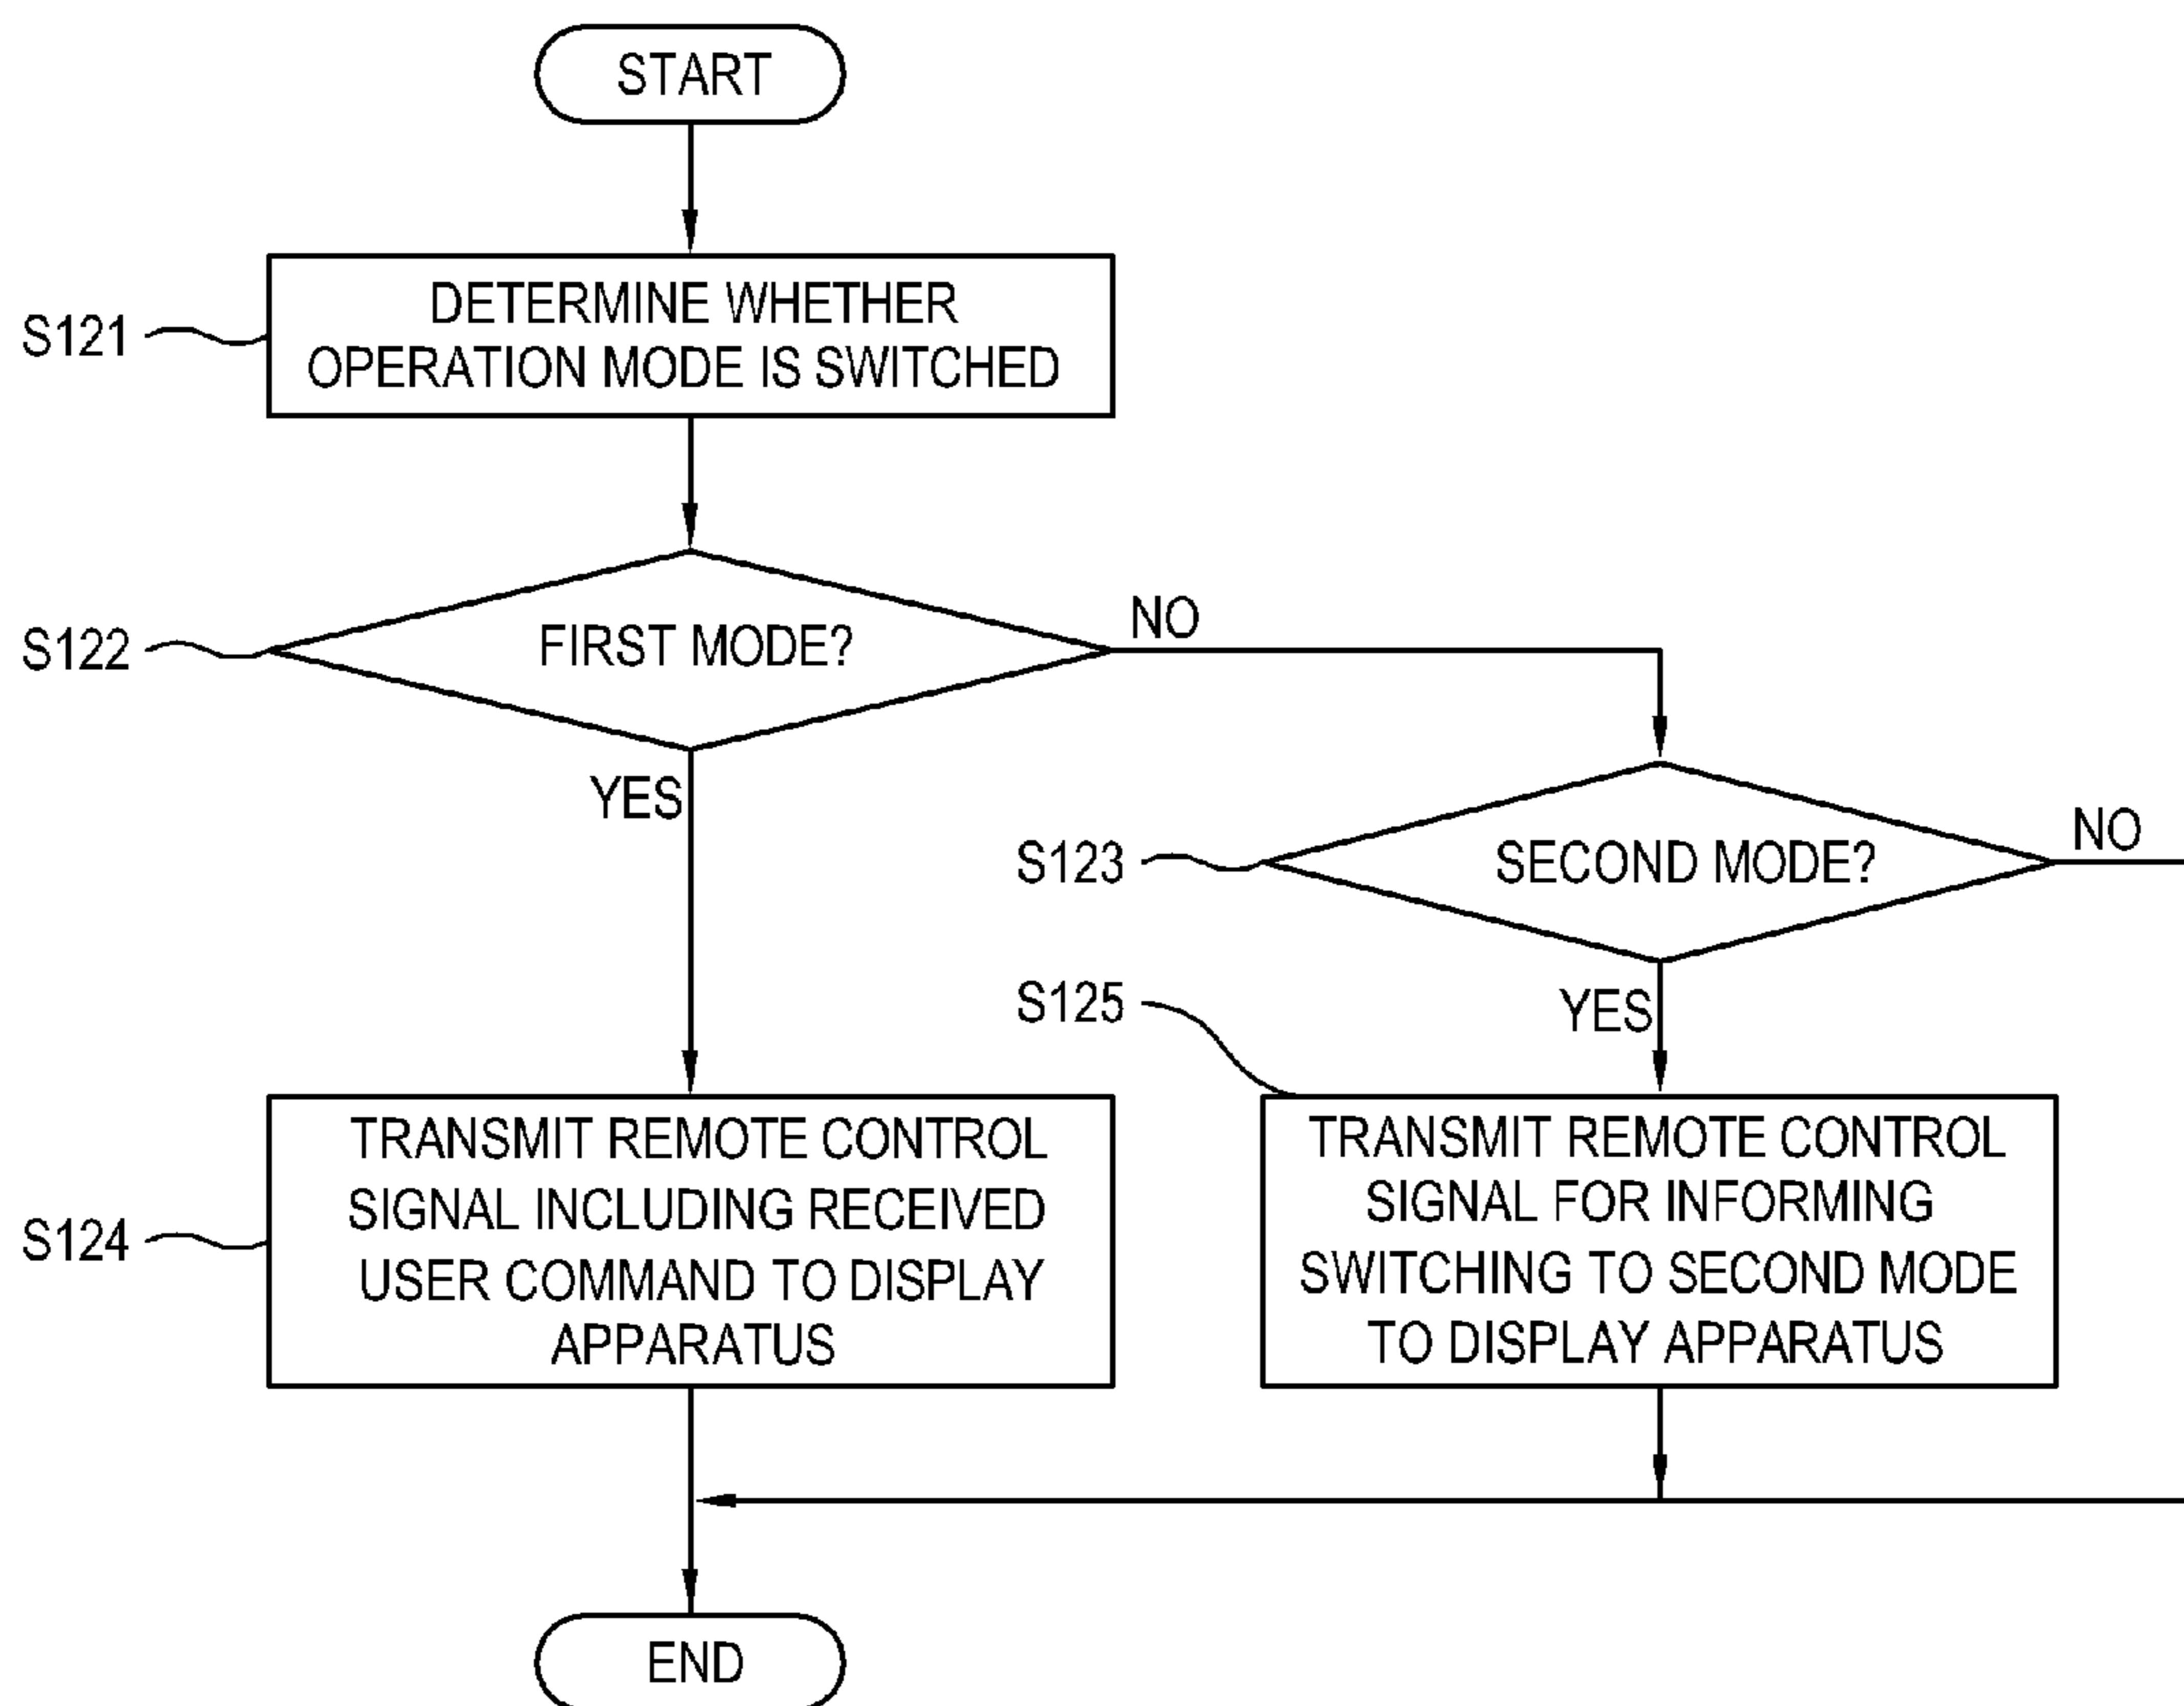 START
S121
DETERMINE WHETHER
OPERATION MODE IS SWITCHED
S122
FIRST MODE?
NO
YES
S123
SECOND MODE?
NO
YES
S124
TRANSMIT REMOTE CONTROL
SIGNAL INCLUDING RECEIVED
USER COMMAND TO DISPLAY
APPARATUS
S125
TRANSMIT REMOTE CONTROL
SIGNAL FOR INFORMING
SWITCHING TO SECOND MODE
TO DISPLAY APPARATUS
END